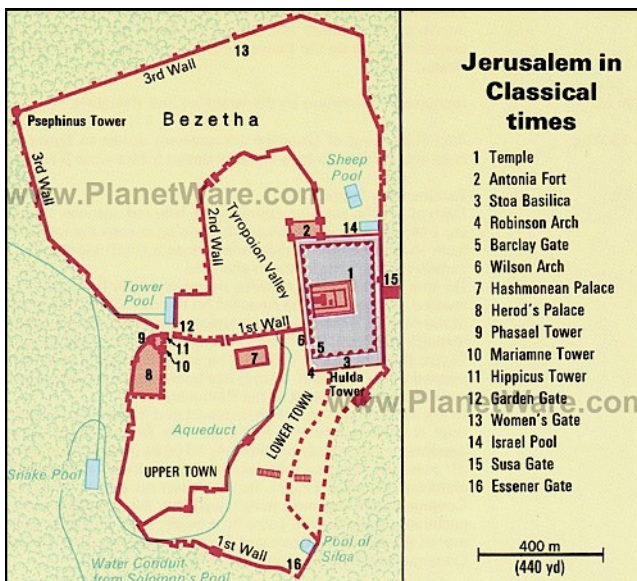 Jerusalem in
Classical
times
1 Temple
2 Antonia Fort
3 Stoa Basilica
4 Robinson Arch
5 Barclay Gate
6 Wilson Arch
7 Hashmonean Palace
8 Herod's Palace
9 Phasael Tower
10 Mariamne Tower
11 Hippicus Tower
12 Garden Gate
13 Women's Gate
14 Israel Pool
15 Susa Gate
16 Essener Gate
400 m
(440 yd)
13
3rd Wall
Psephinus Tower
Bezetha
3rd Wall
Sheep
Pool
www.PlanetWare.com
2nd Wall
Tyropoion Valley
2
14
1
15
Tower
Pool
12
1st Wall
6
5
9
11
10
7
8
4
3
Hulda
Tower
www.PlanetWare.com
Aqueduct
LOWER TOWN
UPPER TOWN
Snake Pool
1st Wall
16
Pool of
Siloa
Water Conduit
from Solomon's Pool